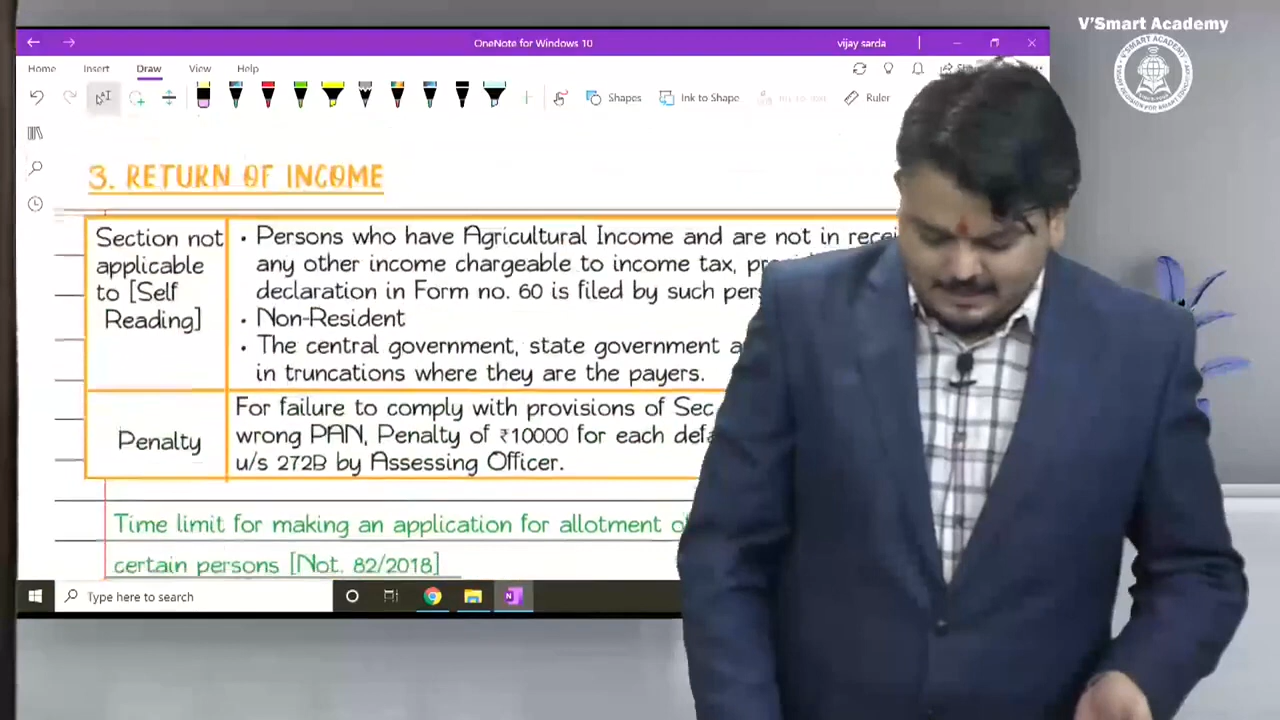 V'Smart Academy
OneNote for Windows 10
vijay sarda
Home Insert Draw View Help
Shapes
Ink to Shape
Ruler
3. RETURN OF INCOME
Section not
applicable
to [Self
Reading]
• Persons who have Agricultural Income and are not in
any other income chargeable to income tax,
declaration in Form no. 60 is filed by such
• Non-Resident
• The central government, state government
in truncations where they are the payers.
Penalty
For failure to comply with provisions of Sec
wrong PAN, Penalty of ₹10000 for each
u/s 272B by Assessing Officer.
Time limit for making an application for allotment
certain persons [Not. 82/2018]
Type here to search